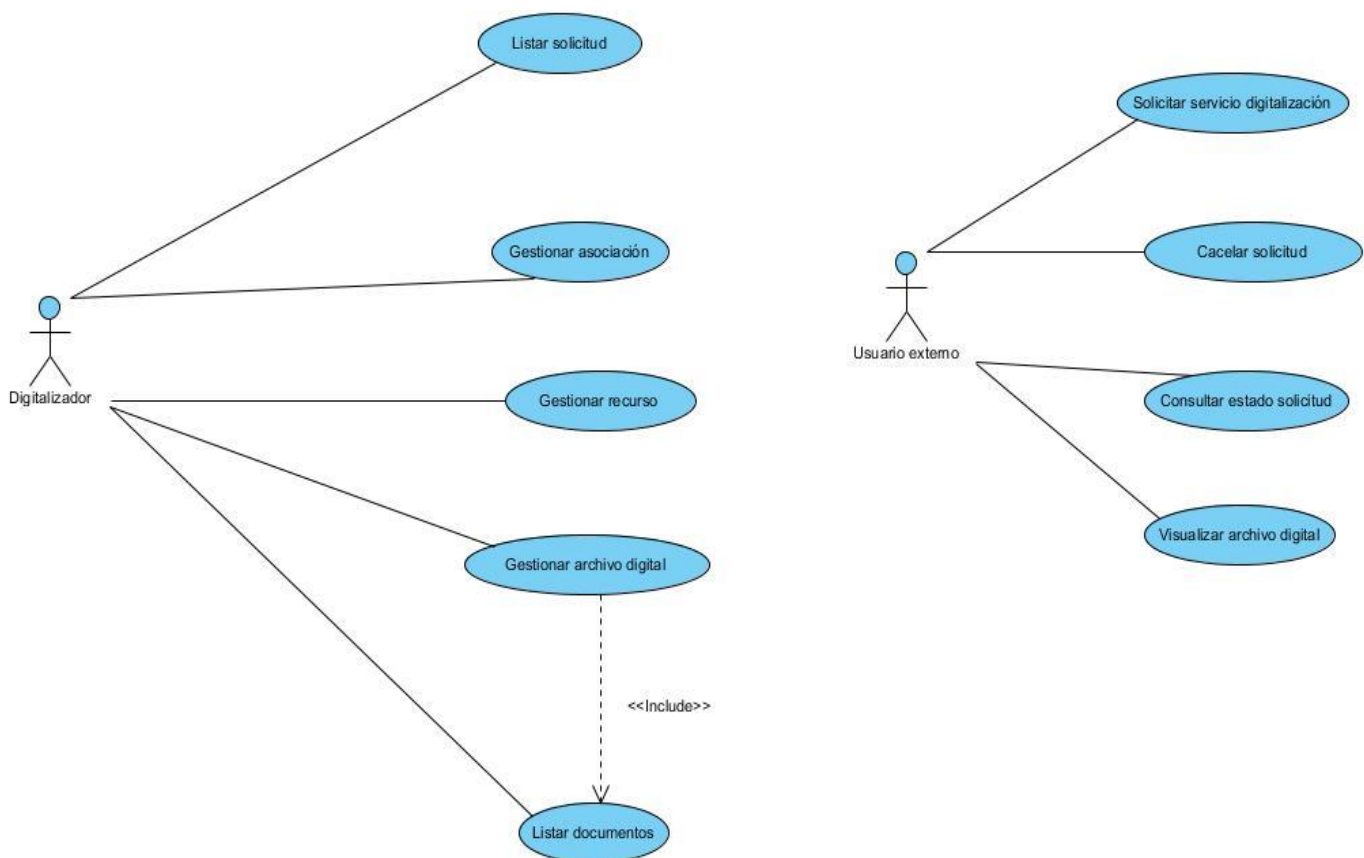 Listar solicitud
Gestionar asociación
Digitalizador
Gestionar recurso
Gestionar archivo digital
<<Include>>
Listar documentos
Solicitar servicio digitalización
Cacelar solicitud
Usuario externo
Consultar estado solicitud
Visualizar archivo digital